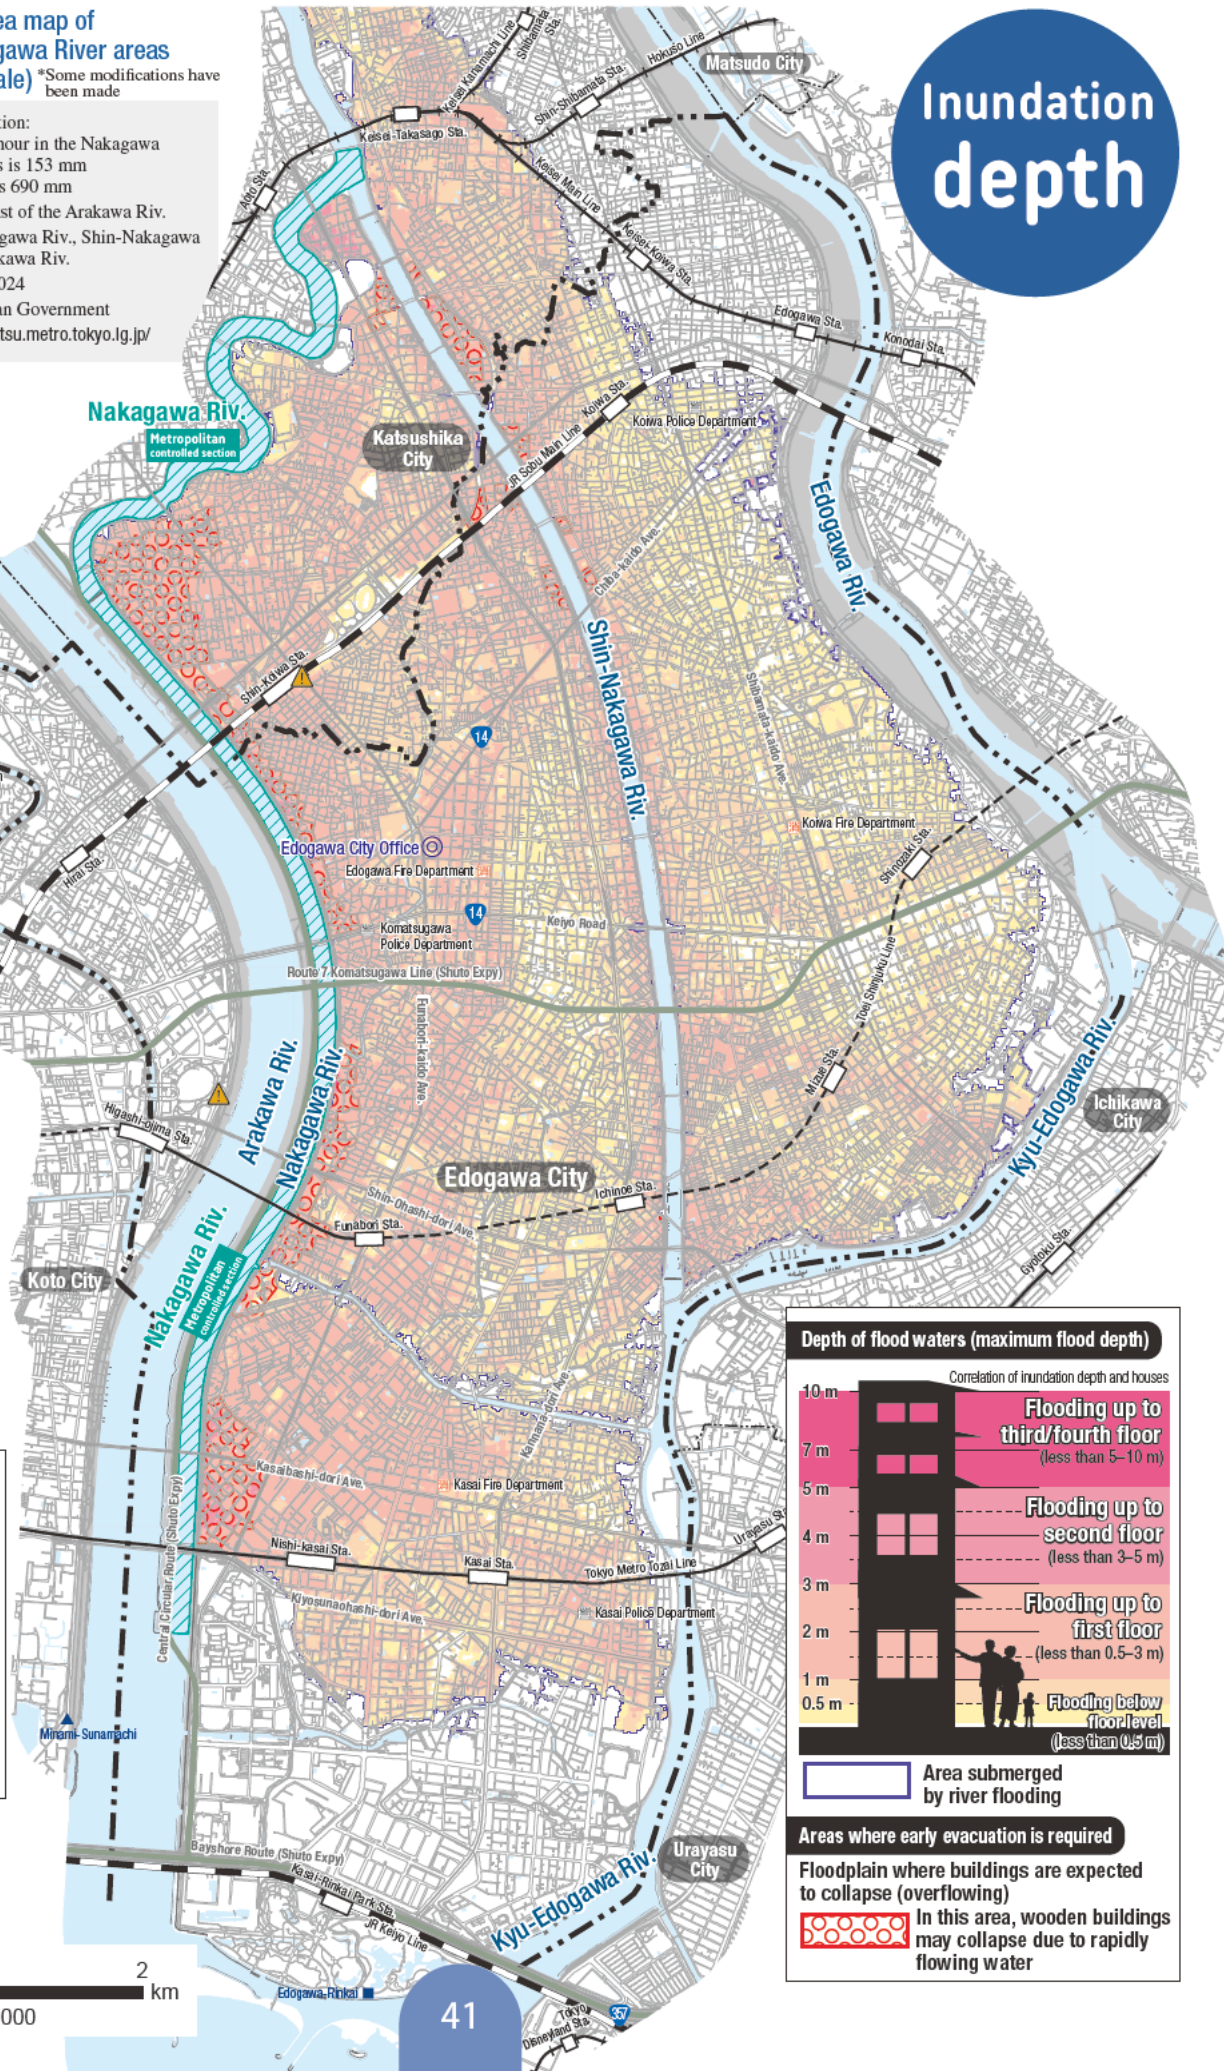 ea map of
gawa River areas
ale) *Some modifications have
been made
tion:
hour in the Nakagawa
s is 153 mm
s 690 mm
st of the Arakawa Riv.
gawa Riv., Shin-Nakagawa
kawa Riv.
024
an Government
tsu.metro.tokyo.lg.jp/
Inundation
depth
Matsudo City
Hokuso Line
Shibamata
Sta.
Keisei Kanamachi Line
Shin-Shibamata Sta.
Keisei-Takasago Sta.
Aoto Sta.
Keisei Main Line
Keisei-Koiwa Sta.
Edogawa Sta.
Konodai Sta.
Nakagawa Riv.
Metropolitan
controlled section
Katsushika
City
Koiwa Sta.
JR Sobu Main Line
Koiwa Police Department
Edogawa Riv.
Chiba-kaido Ave.
Shin-Nakagawa Riv.
Shibamata-kaido Ave.
Shin-Koiwa Sta.
14
Hirai Sta.
Edogawa City Office
Edogawa Fire Department
Koiwa Fire Department
Shinozaki Sta.
14
Komatsugawa
Police Department
Keiyo Road
Route 7 Komatsugawa Line (Shuto Expy)
Toei Shinjuku Line
Funabori-kaido Ave.
Arakawa Riv.
Nakagawa Riv.
Mizue Sta.
Kyu-Edogawa Riv.
Ichikawa
City
Higashi-ojima Sta.
Edogawa City
Ichinoe Sta.
Shin-Ohashi-dori Ave.
Funabori Sta.
Koto City
Nakagawa Riv.
Metropolitan
controlled section
Gyotoku Sta.
Kannana-dori Ave.
Kasaibashi-dori Ave.
Kasai Fire Department
Central Circular Route (Shuto Expy)
Nishi-kasai Sta.
Kasai Sta.
Tokyo Metro Tozai Line
Urayasu St
Kiyosunaohashi-dori Ave.
Kasai Police Department
Minami-Sunamachi
Bayshore Route (Shuto Expy)
Kasai-Rinkai Park Sta.
JR Keiyo Line
Urayasu
City
Kyu-Edogawa Riv.
Edogawa-Rinkai
357
Tokyo
Disneyland Sta.
2
km
000
41
Depth of flood waters (maximum flood depth)
Correlation of inundation depth and houses
10 m
Flooding up to
third/fourth floor
7 m
(less than 5–10 m)
5 m
Flooding up to
4 m
second floor
(less than 3–5 m)
3 m
Flooding up to
2 m
first floor
(less than 0.5–3 m)
1 m
0.5 m
Flooding below
floor level
(less than 0.5 m)
Area submerged
by river flooding
Areas where early evacuation is required
Floodplain where buildings are expected
to collapse (overflowing)
In this area, wooden buildings
may collapse due to rapidly
flowing water